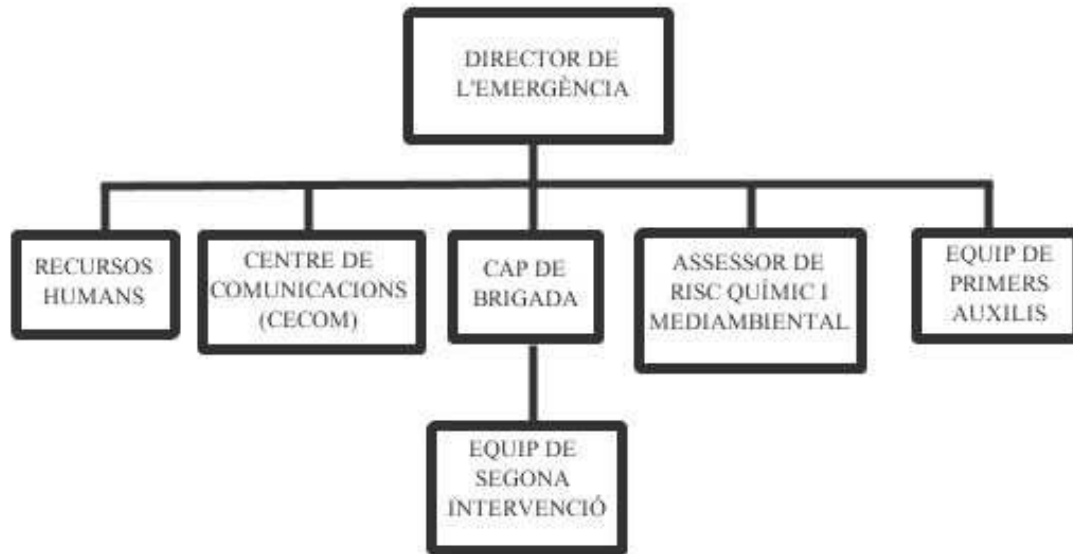 DIRECTOR DE
L'EMERGÈNCIA
RECURSOS
HUMANS
CENTRE DE
COMUNICACIONS
(CECOM)
CAP DE
BRIGADA
ASSESSOR DE
RISC QUÍMIC I
MEDIAMBIENTAL
EQUIP DE
PRIMERS
AUXILIS
EQUIP DE
SEGONA
INTERVENCIÓ